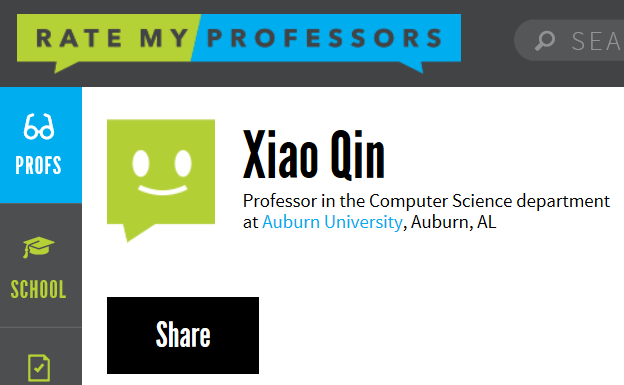 RATE MY PROFESSORS
SEA
PROFS
Xiao Qin
Professor in the Computer Science department
at Auburn University, Auburn, AL
SCHOOL
Share